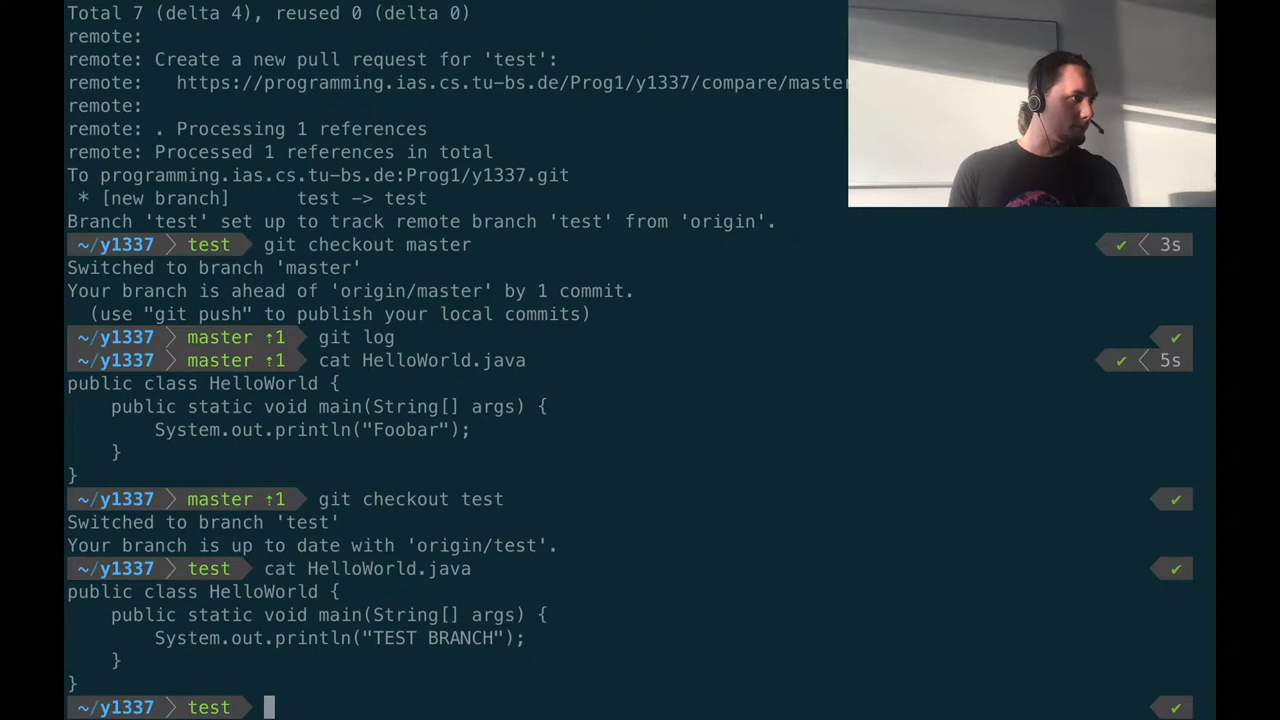 Total 7 (delta 4), reused 0 (delta 0)
remote:
remote: Create a new pull request for 'test':
remote:   https://programming.ias.cs.tu-bs.de/Prog1/y1337/compare/master
remote:
remote: . Processing 1 references
remote: Processed 1 references in total
To programming.ias.cs.tu-bs.de:Prog1/y1337.git
 * [new branch]      test -> test
Branch 'test' set up to track remote branch 'test' from 'origin'.
~/y1337 test git checkout master ✔ 3s
Switched to branch 'master'
Your branch is ahead of 'origin/master' by 1 commit.
  (use "git push" to publish your local commits)
~/y1337 master ⇡1 git log ✔
~/y1337 master ⇡1 cat HelloWorld.java ✔ 5s
public class HelloWorld {
    public static void main(String[] args) {
        System.out.println("Foobar");
    }
}
~/y1337 master ⇡1 git checkout test ✔
Switched to branch 'test'
Your branch is up to date with 'origin/test'.
~/y1337 test cat HelloWorld.java ✔
public class HelloWorld {
    public static void main(String[] args) {
        System.out.println("TEST BRANCH");
    }
}
~/y1337 test ✔